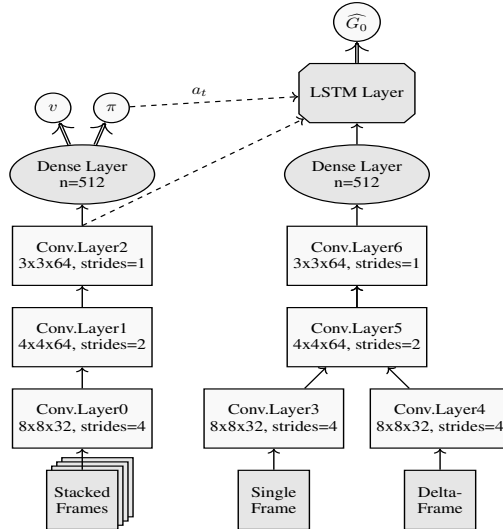 Ĝ₀
LSTM Layer
v
π
aₜ
Dense Layer
n=512
Dense Layer
n=512
Conv.Layer2
3x3x64, strides=1
Conv.Layer6
3x3x64, strides=1
Conv.Layer1
4x4x64, strides=2
Conv.Layer5
4x4x64, strides=2
Conv.Layer0
8x8x32, strides=4
Conv.Layer3
8x8x32, strides=4
Conv.Layer4
8x8x32, strides=4
Stacked
Frames
Single
Frame
Delta-
Frame